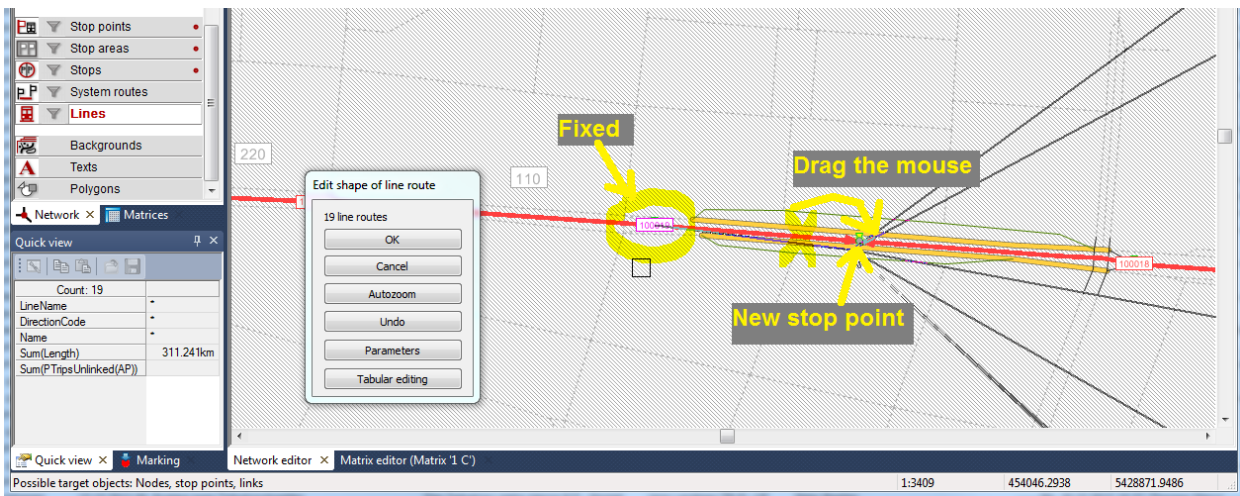 Stop points
Stop areas
Stops
System routes
Lines
Backgrounds
Texts
Polygons
Network
Matrices
Quick view
Count: 19
LineName *
DirectionCode *
Name *
Sum(Length) 311.241km
Sum(PTripsUnlinked(AP))
Quick view
Marking
220
110
Fixed
Drag the mouse
New stop point
100018
Edit shape of line route
19 line routes
OK
Cancel
Autozoom
Undo
Parameters
Tabular editing
Network editor
Matrix editor (Matrix '1 C')
Possible target objects: Nodes, stop points, links
1:3409
454046.2938
5428871.9486